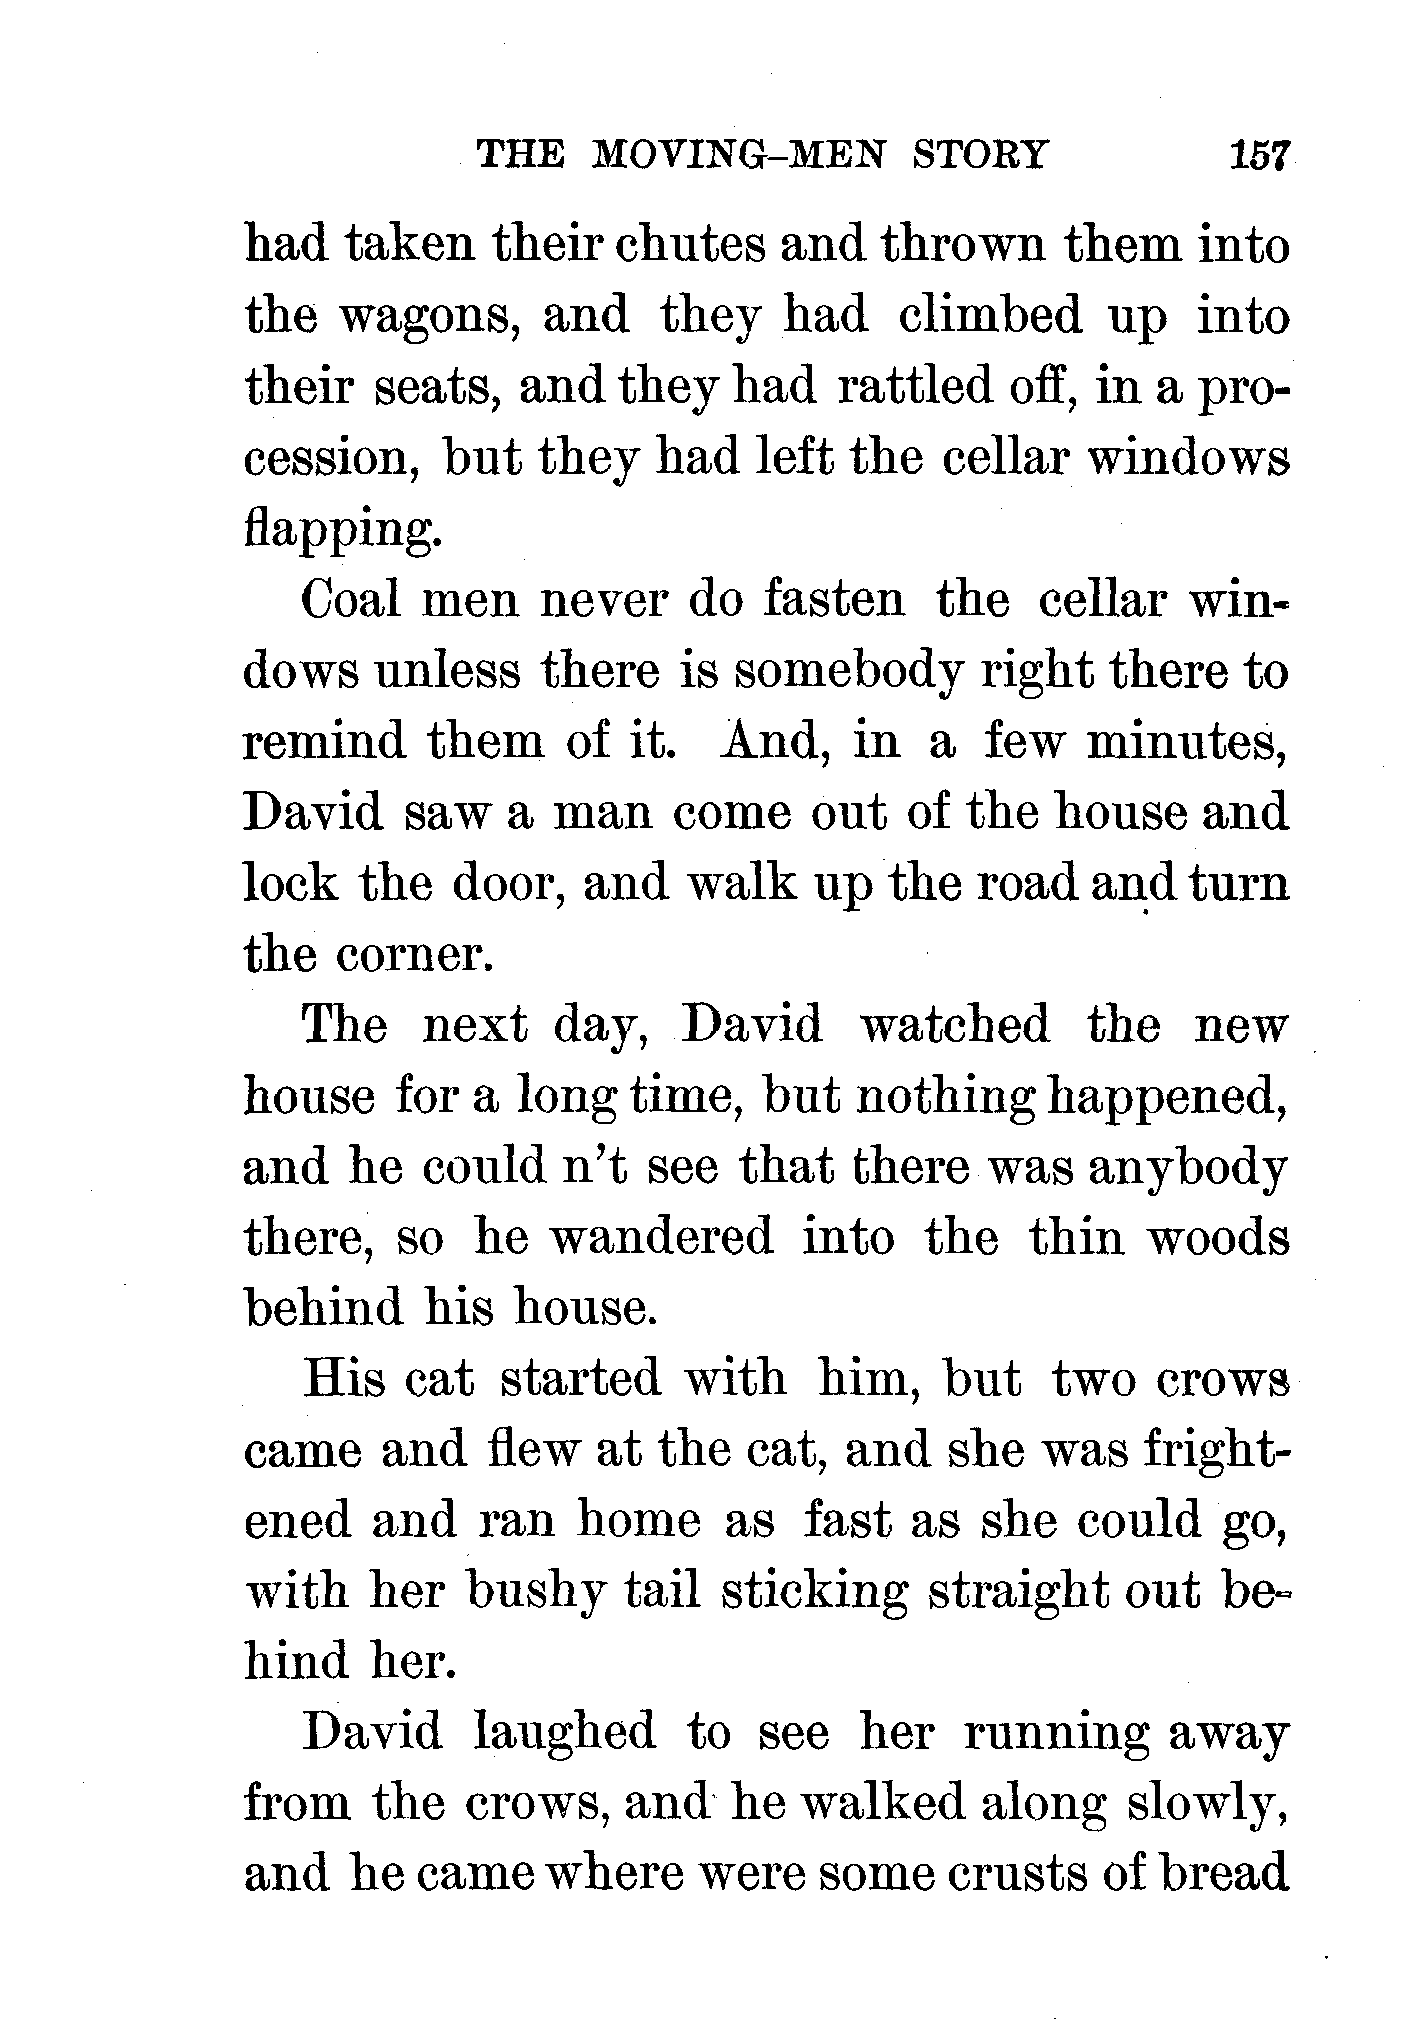 THE MOVING-MEN STORY 157
had taken their chutes and thrown them into
the wagons, and they had climbed up into
their seats, and they had rattled off, in a pro-
cession, but they had left the cellar windows
flapping.
Coal men never do fasten the cellar win-
dows unless there is somebody right there to
remind them of it. And, in a few minutes,
David saw a man come out of the house and
lock the door, and walk up the road and turn
the corner.
The next day, David watched the new
house for a long time, but nothing happened,
and he could n't see that there was anybody
there, so he wandered into the thin woods
behind his house.
His cat started with him, but two crows
came and flew at the cat, and she was fright-
ened and ran home as fast as she could go,
with her bushy tail sticking straight out be-
hind her.
David laughed to see her running away
from the crows, and he walked along slowly,
and he came where were some crusts of bread